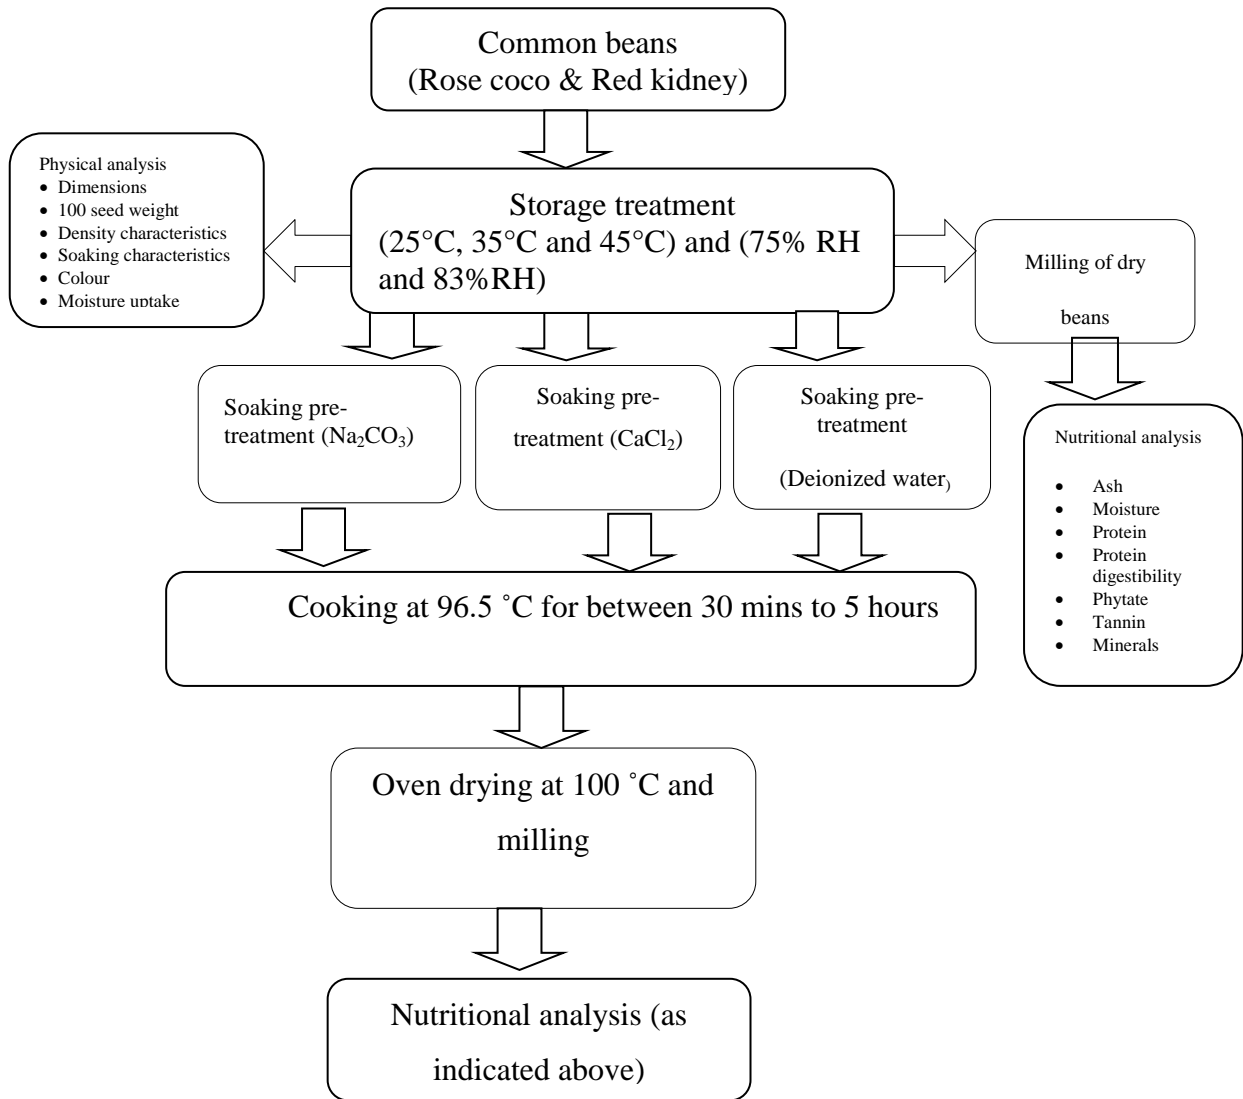 Common beans
(Rose coco & Red kidney)
Physical analysis
• Dimensions
• 100 seed weight
• Density characteristics
• Soaking characteristics
• Colour
• Moisture uptake
Storage treatment
(25°C, 35°C and 45°C) and (75% RH
and 83%RH)
Milling of dry
beans
Soaking pre-
treatment (Na₂CO₃)
Soaking pre-
treatment (CaCl₂)
Soaking pre-
treatment
(Deionized water)
Nutritional analysis
• Ash
• Moisture
• Protein
• Protein
digestibility
• Phytate
• Tannin
• Minerals
Cooking at 96.5 ˚C for between 30 mins to 5 hours
Oven drying at 100 ˚C and
milling
Nutritional analysis (as
indicated above)